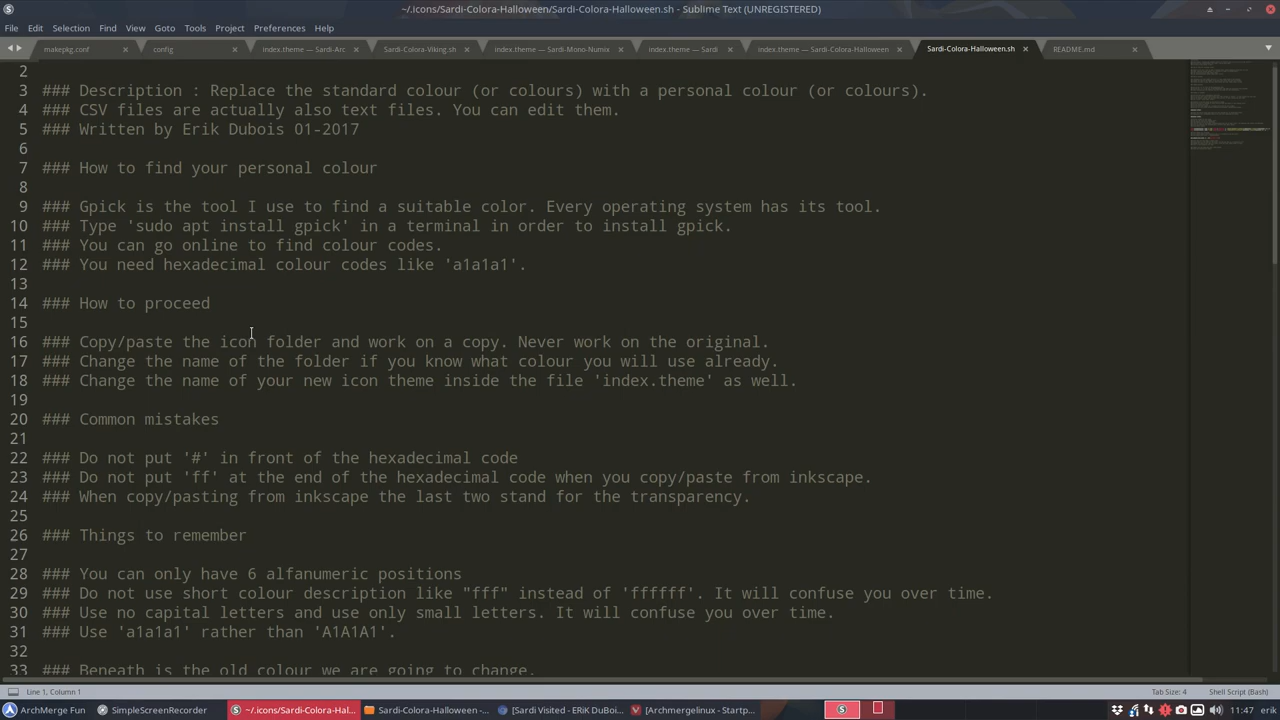 ~/.icons/Sardi-Colora-Halloween/Sardi-Colora-Halloween.sh - Sublime Text (UNREGISTERED)
File Edit Selection Find View Goto Tools Project Preferences Help
makepkg.conf config index.theme — Sardi-Arc Sardi-Colora-Viking.sh index.theme — Sardi-Mono-Numix index.theme — Sardi index.theme — Sardi-Colora-Halloween Sardi-Colora-Halloween.sh README.md
2
3 ### Description : Replace the standard colour (or colours) with a personal colour (or colours).
4 ### CSV files are actually also text files. You can edit them.
5 ### Written by Erik Dubois 01-2017
6
7 ### How to find your personal colour
8
9 ### Gpick is the tool I use to find a suitable color. Every operating system has its tool.
10 ### Type 'sudo apt install gpick' in a terminal in order to install gpick.
11 ### You can go online to find colour codes.
12 ### You need hexadecimal colour codes like 'a1a1a1'.
13
14 ### How to proceed
15
16 ### Copy/paste the icon folder and work on a copy. Never work on the original.
17 ### Change the name of the folder if you know what colour you will use already.
18 ### Change the name of your new icon theme inside the file 'index.theme' as well.
19
20 ### Common mistakes
21
22 ### Do not put '#' in front of the hexadecimal code
23 ### Do not put 'ff' at the end of the hexadecimal code when you copy/paste from inkscape.
24 ### When copy/pasting from inkscape the last two stand for the transparency.
25
26 ### Things to remember
27
28 ### You can only have 6 alfanumeric positions
29 ### Do not use short colour description like "fff" instead of 'ffffff'. It will confuse you over time.
30 ### Use no capital letters and use only small letters. It will confuse you over time.
31 ### Use 'a1a1a1' rather than 'A1A1A1'.
32
33 ### Beneath is the old colour we are going to change.
Line 1, Column 1 Tab Size: 4 Shell Script (Bash)
ArchMerge Fun SimpleScreenRecorder ~/.icons/Sardi-Colora-Hal... Sardi-Colora-Halloween -... [Sardi Visited - ERiK DuBoi... [Archmergelinux - Startp... 11:47 erik